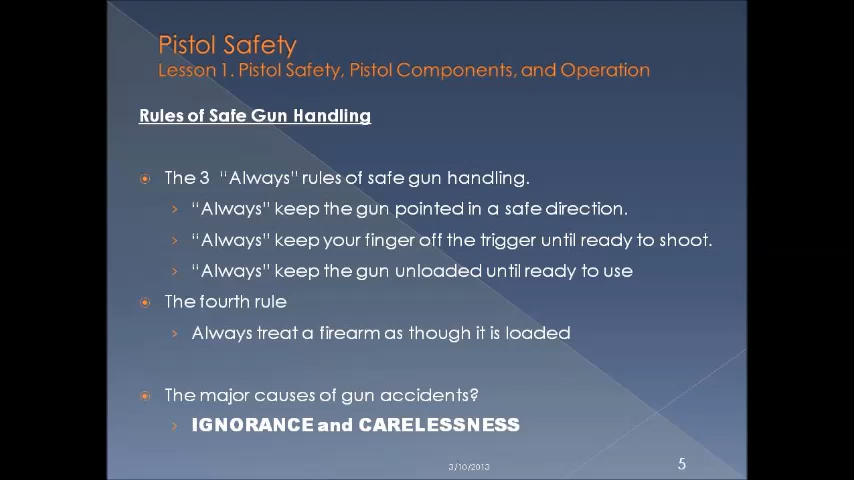 Pistol Safety
Lesson 1. Pistol Safety, Pistol Components, and Operation
Rules of Safe Gun Handling
The 3 “Always” rules of safe gun handling.
“Always” keep the gun pointed in a safe direction.
“Always” keep your finger off the trigger until ready to shoot.
“Always” keep the gun unloaded until ready to use
The fourth rule
Always treat a firearm as though it is loaded
The major causes of gun accidents?
IGNORANCE and CARELESSNESS
3/10/2013
5